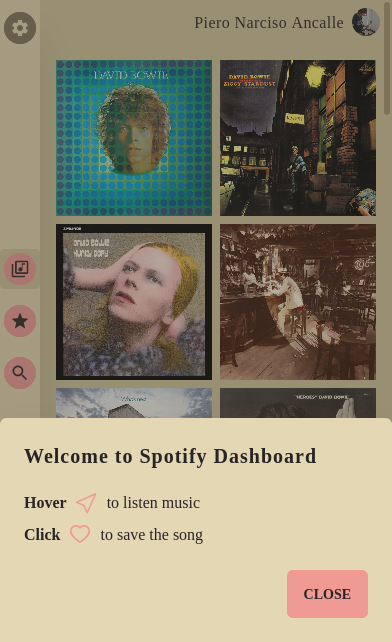 Piero Narciso Ancalle
DAVID BOWIE
DAVID BOWIE
ZIGGY STARDUST
K.WEST
David Bowie
Hunky Dory
"HEROES" DAVID BOWIE
Welcome to Spotify Dashboard
Hover to listen music
Click to save the song
CLOSE